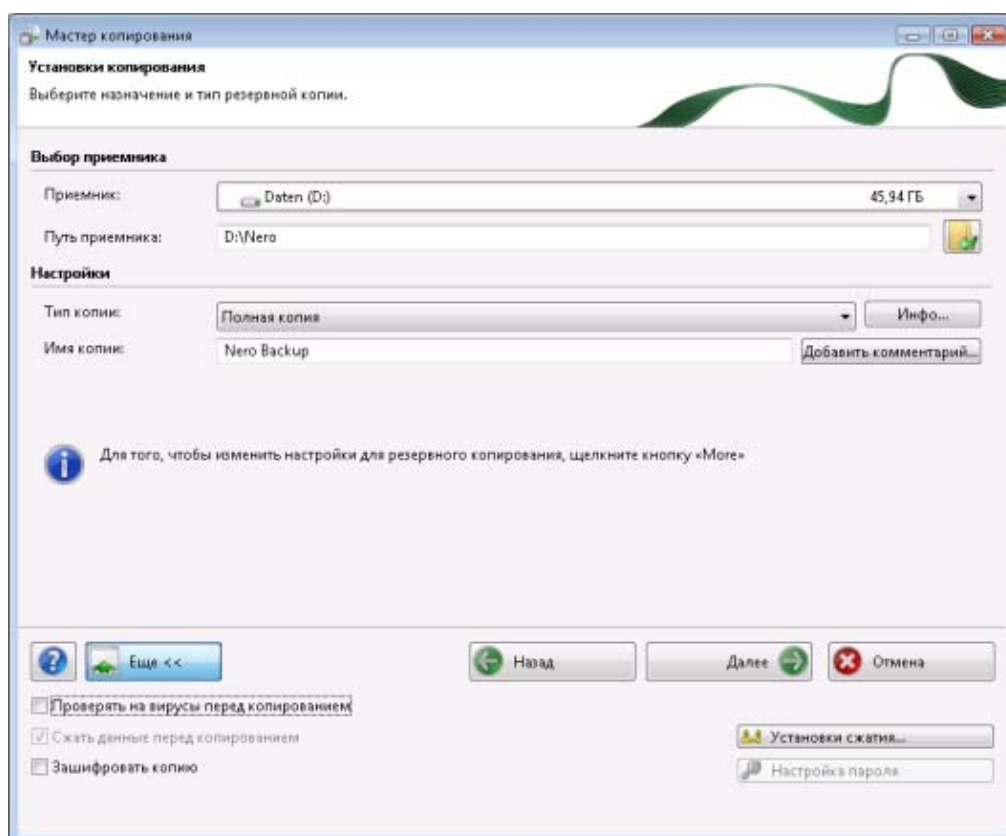 Мастер копирования
Установки копирования
Выберите назначение и тип резервной копии.
Выбор приемника
Приемник: Daten (D:) 45,94 ГБ
Путь приемника: D:\Nero
Настройки
Тип копии: Полная копия Инфо...
Имя копии: Nero Backup Добавить комментарий...
Для того, чтобы изменить настройки для резервного копирования, щелкните кнопку «More»
Еще << Назад Далее Отмена
Проверять на вирусы перед копированием
Сжать данные перед копированием Установки сжатия...
Зашифровать копию Настройка пароля